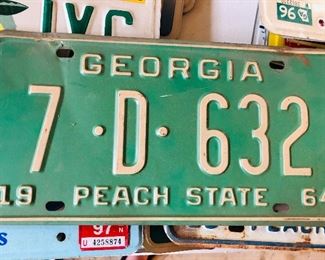 96
GEORGIA
7·D·632
19 PEACH STATE 64
97 N
U 4258874